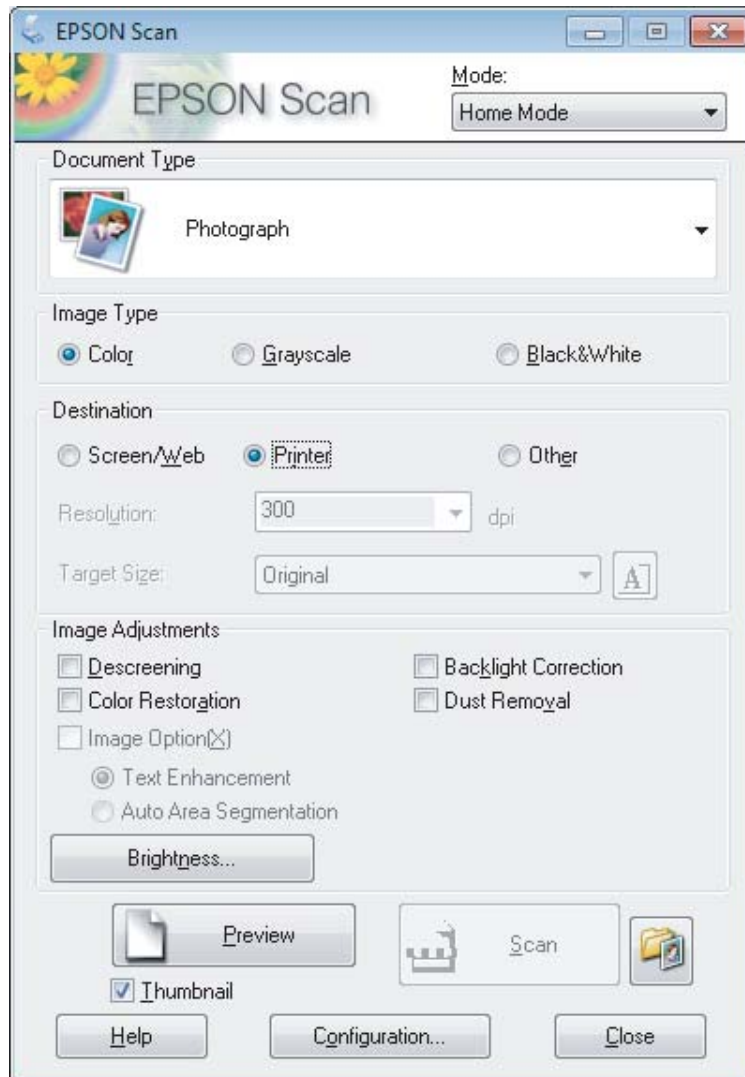 EPSON Scan
EPSON Scan
Mode:
Home Mode
Document Type
Photograph
Image Type
Color Grayscale Black&White
Destination
Screen/Web Printer Other
Resolution: 300 dpi
Target Size: Original A
Image Adjustments
Descreening Backlight Correction
Color Restoration Dust Removal
Image Option(X)
Text Enhancement
Auto Area Segmentation
Brightness...
Preview Scan
Thumbnail
Help Configuration... Close